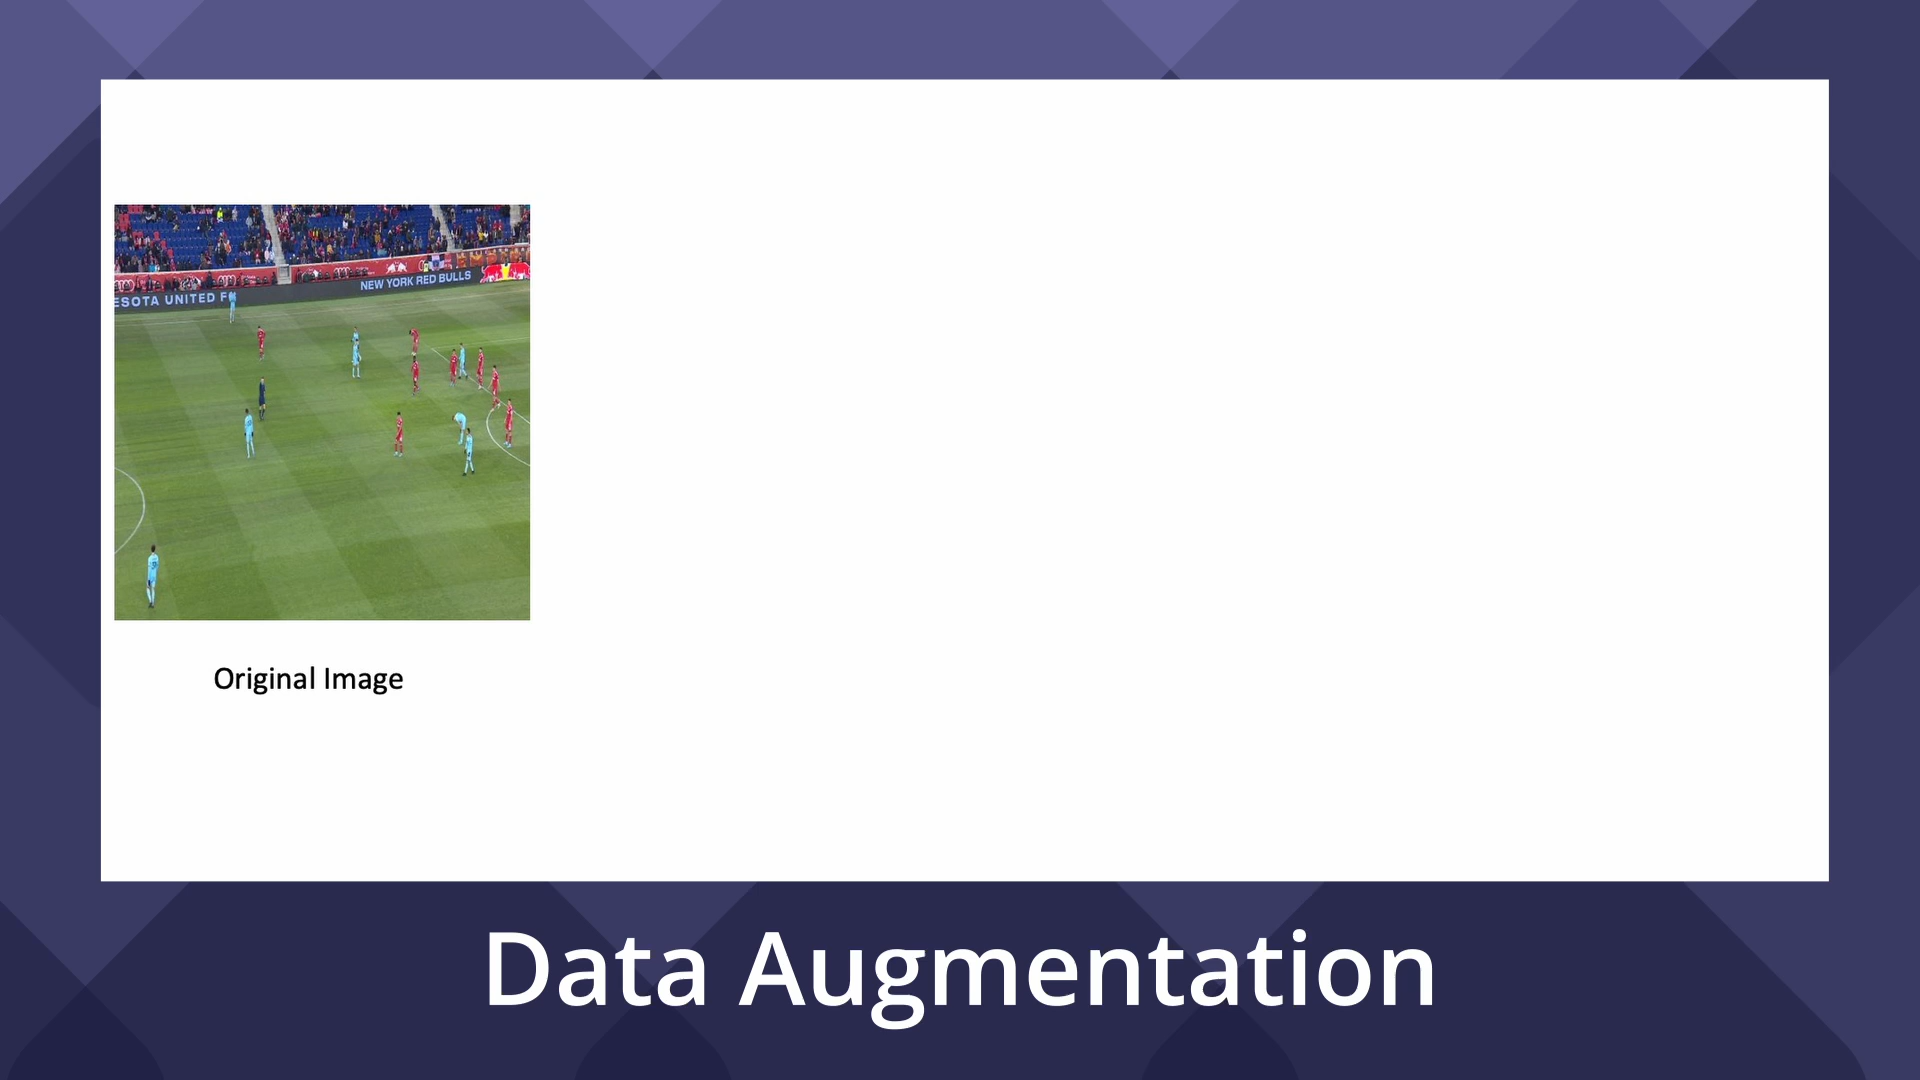 ESOTA UNITED F
NEW YORK RED BULLS
Original Image
Data Augmentation